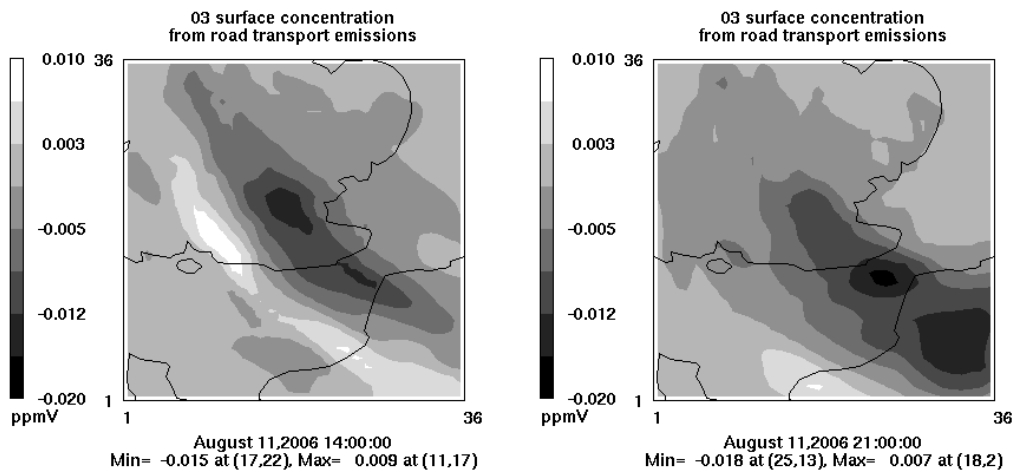 03 surface concentration
from road transport emissions
0.010
0.003
-0.005
-0.012
-0.020
ppmV
36
1
1
36
August 11,2006 14:00:00
Min= -0.015 at (17,22), Max= 0.009 at (11,17)
03 surface concentration
from road transport emissions
0.010
0.003
-0.005
-0.012
-0.020
ppmV
36
1
1
36
August 11,2006 21:00:00
Min= -0.018 at (25,13), Max= 0.007 at (18,2)